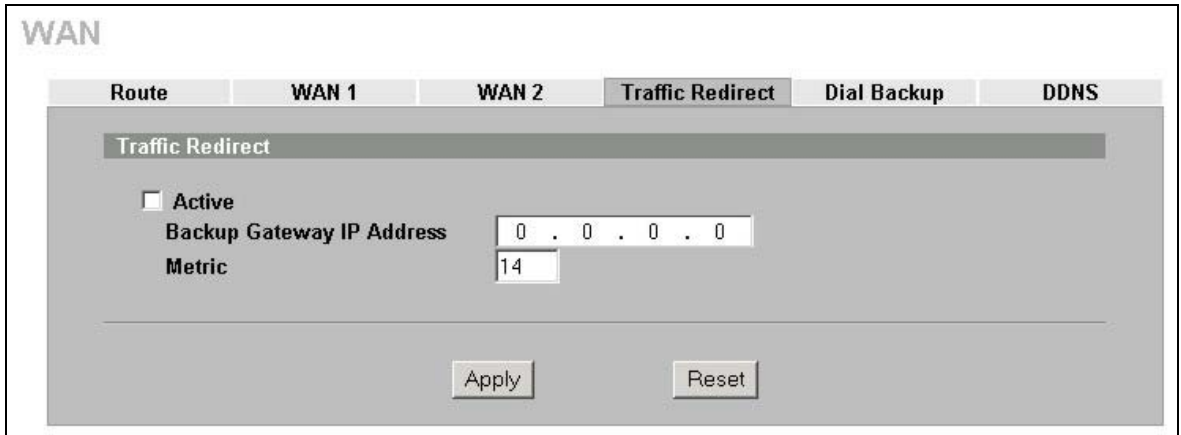 WAN
Route WAN 1 WAN 2 Traffic Redirect Dial Backup DDNS
Traffic Redirect
Active
Backup Gateway IP Address 0 . 0 . 0 . 0
Metric 14
Apply Reset